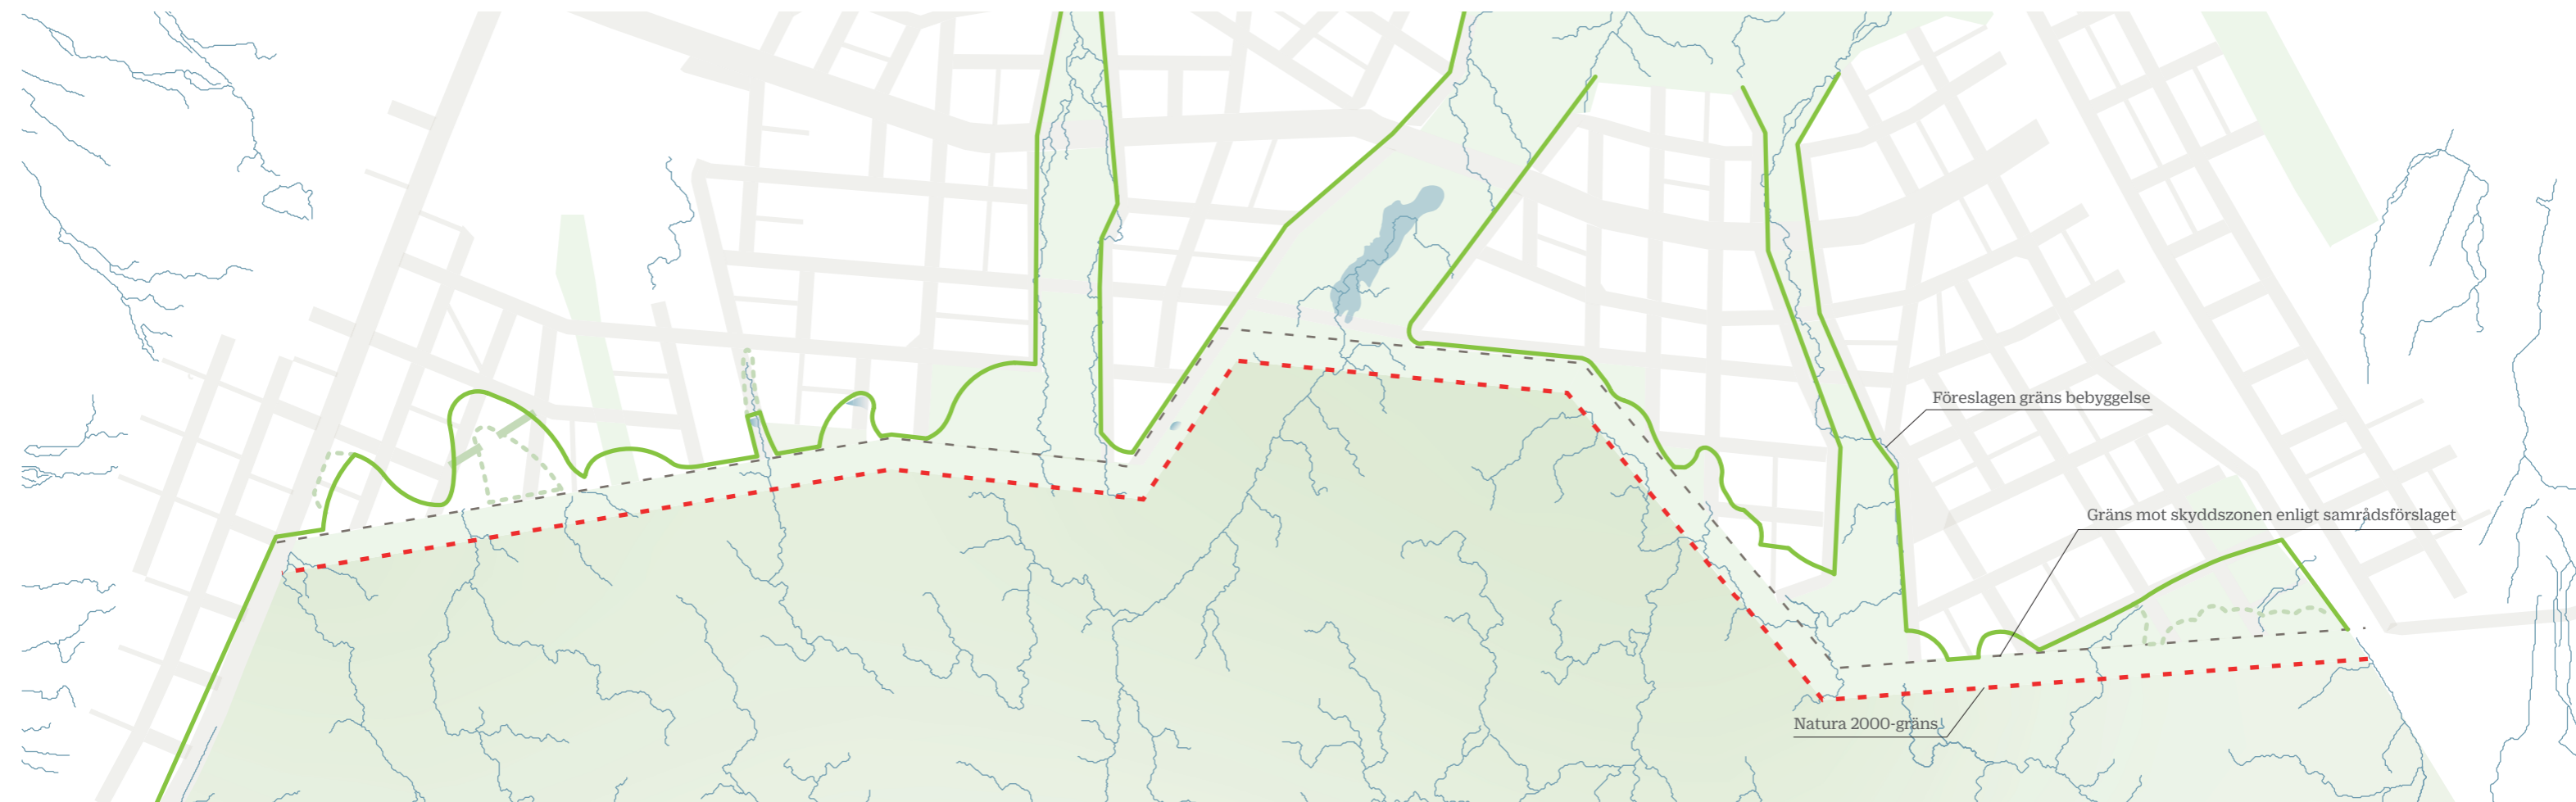 Föreslagen gräns bebyggelse
Gräns mot skyddszonen enligt samrådsförslaget
Natura 2000-gräns